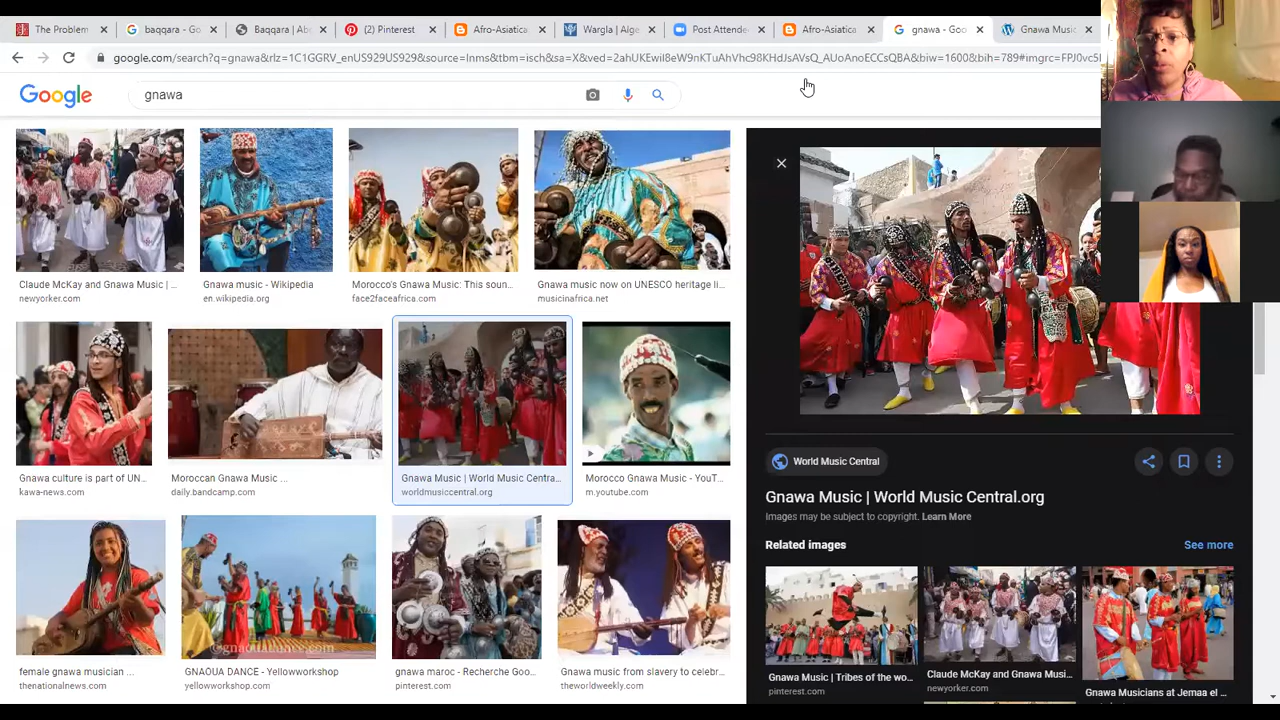 The Problem
baqqara - Go
Baqqara | Ab
(2) Pinterest
Afro-Asiatica
Wargla | Alge
Post Attende
Afro-Asiatica
gnawa - Goo
Gnawa Music
google.com/search?q=gnawa&rlz=1C1GGRV_enUS929US929&source=lnms&tbm=isch&sa=X&ved=2ahUKEwiI8eW9nKTuAhVhc98KHdJsAVsQ_AUoAnoECCsQBA&biw=1600&bih=789#imgrc=FPJ0vc5
Google
gnawa
Claude McKay and Gnawa Music | ...
newyorker.com
Gnawa music - Wikipedia
en.wikipedia.org
Morocco's Gnawa Music: This soun...
face2faceafrica.com
Gnawa music now on UNESCO heritage li...
musicinafrica.net
Gnawa culture is part of UN...
kawa-news.com
Moroccan Gnawa Music ...
daily.bandcamp.com
Gnawa Music | World Music Centra...
worldmusiccentral.org
Morocco Gnawa Music - YouT...
m.youtube.com
female gnawa musician ...
thenationalnews.com
©gnaouadance.com
GNAOUA DANCE - Yellowworkshop
yellowworkshop.com
gnawa maroc - Recherche Goo...
pinterest.com
Gnawa music from slavery to celebr...
theworldweekly.com
World Music Central
Gnawa Music | World Music Central.org
Images may be subject to copyright. Learn More
Related images
See more
Gnawa Music | Tribes of the wo...
pinterest.com
Claude McKay and Gnawa Musi...
newyorker.com
Gnawa Musicians at Jemaa el ...